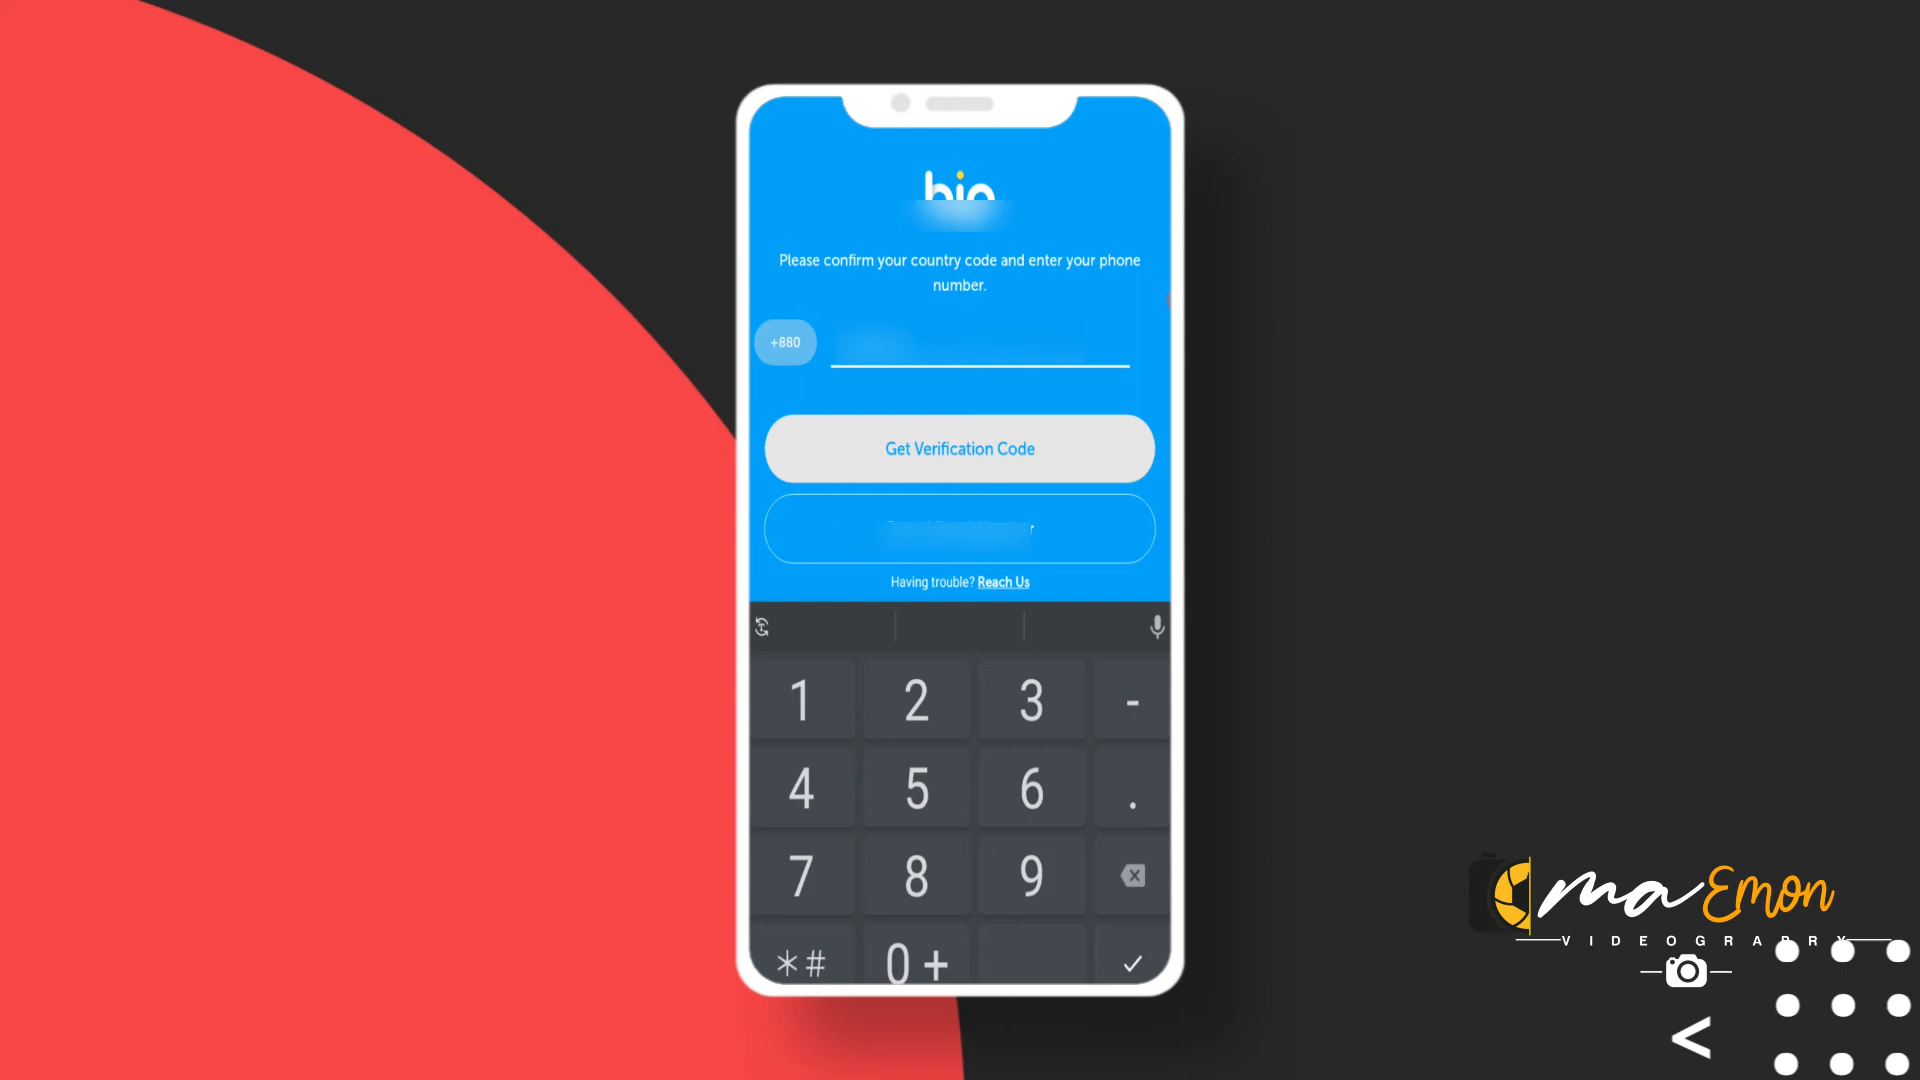 Please confirm your country code and enter your phone
number.
+880
Get Verification Code
Having trouble? Reach Us
1 2 3 -
4 5 6 .
7 8 9
*# 0 +
ma Emon
VIDEOGRAPHY
<